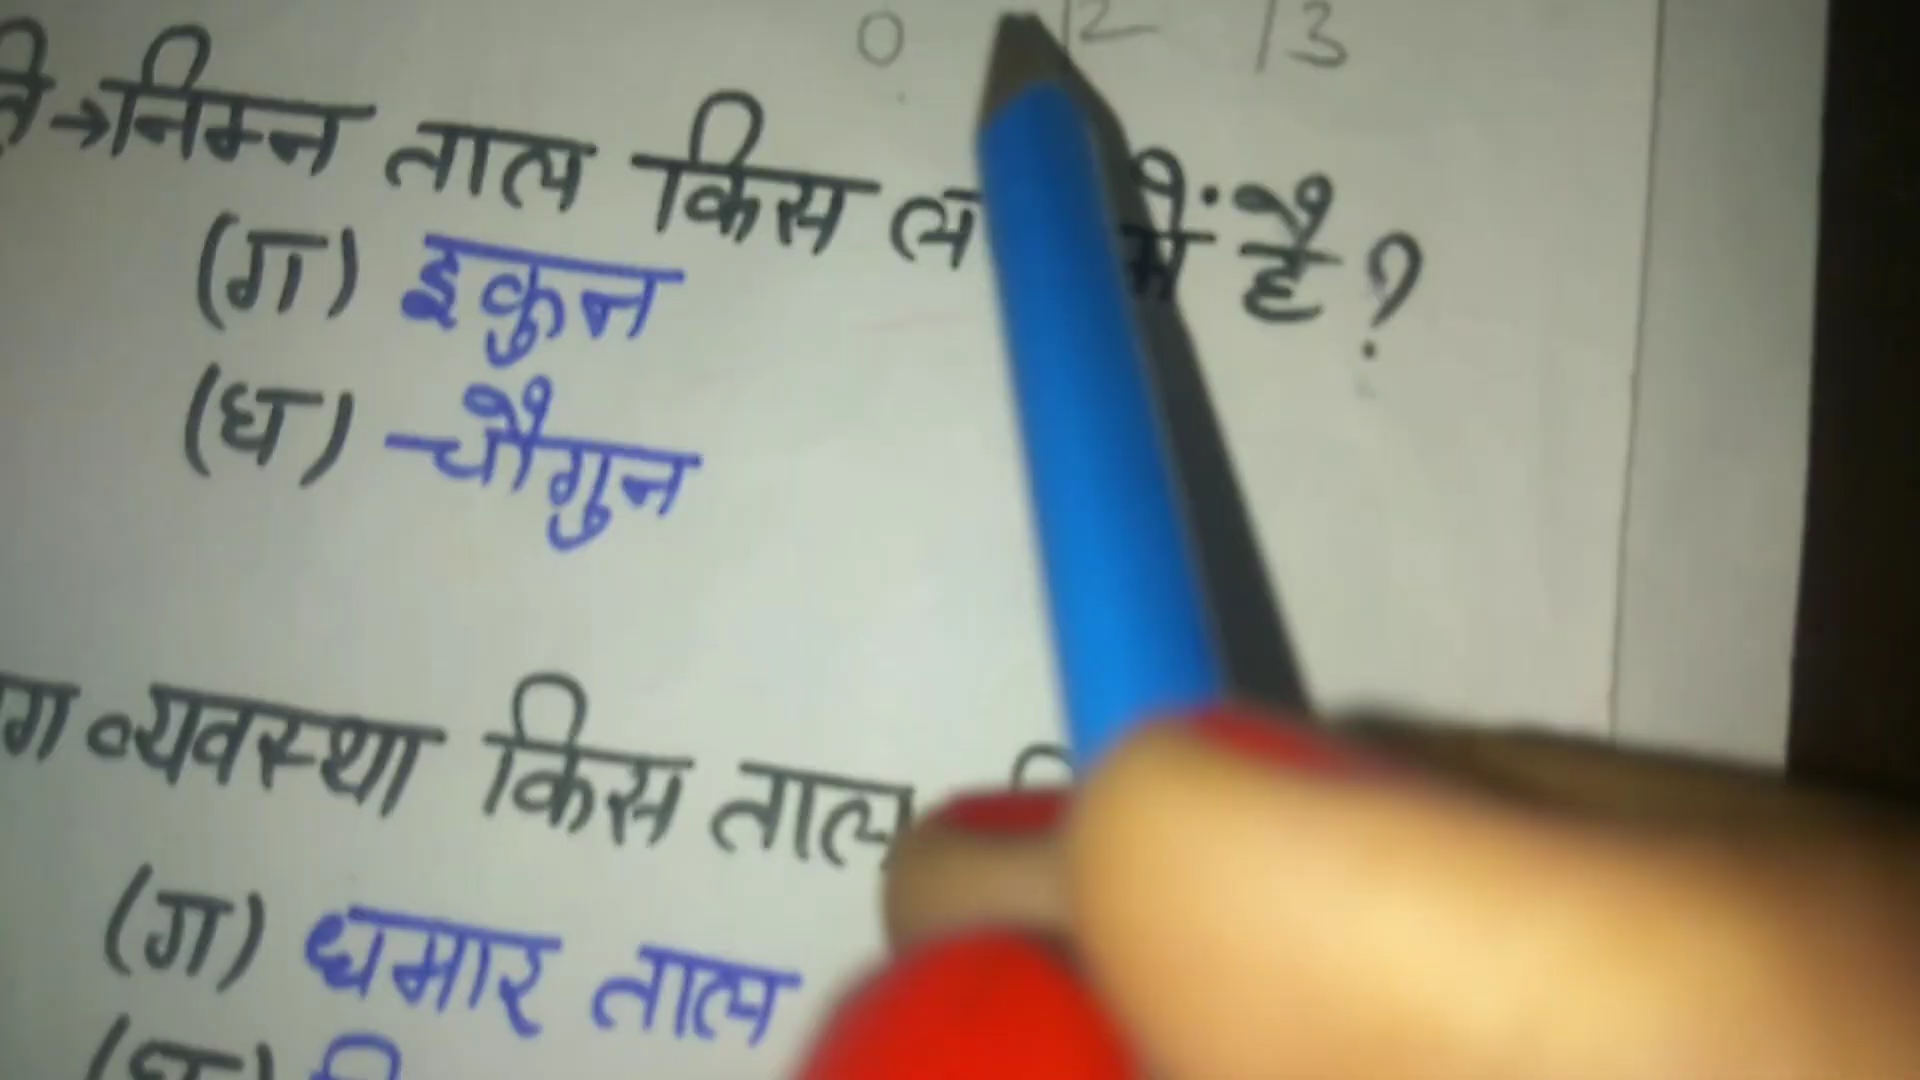 0 12 13
→निम्न ताल किस में है?
(ग) इकुन
(घ) चौगुन
व्यवस्था किस ताल
(ग) धमार ताल